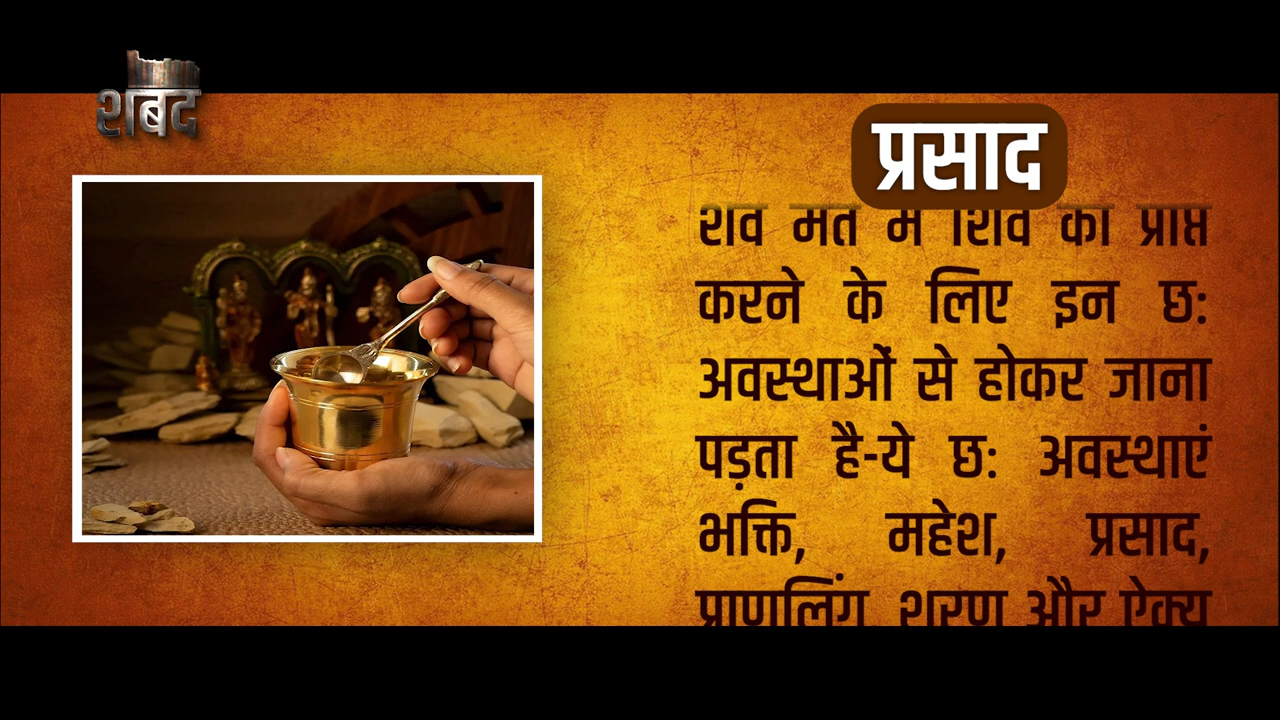 शबद
प्रसाद
शैव मत में शिव को प्राप्त
करने के लिए इन छ:
अवस्थाओं से होकर जाना
पड़ता है-ये छ: अवस्थाएं
भक्ति, महेश, प्रसाद,
प्राणलिंग, शरण और ऐक्य